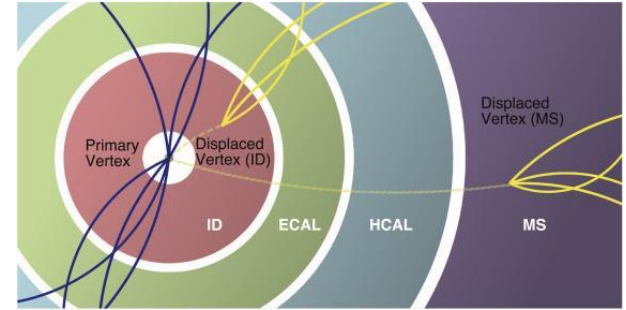 Displaced
Vertex (MS)
Primary
Vertex
Displaced
Vertex (ID)
ID
ECAL
HCAL
MS